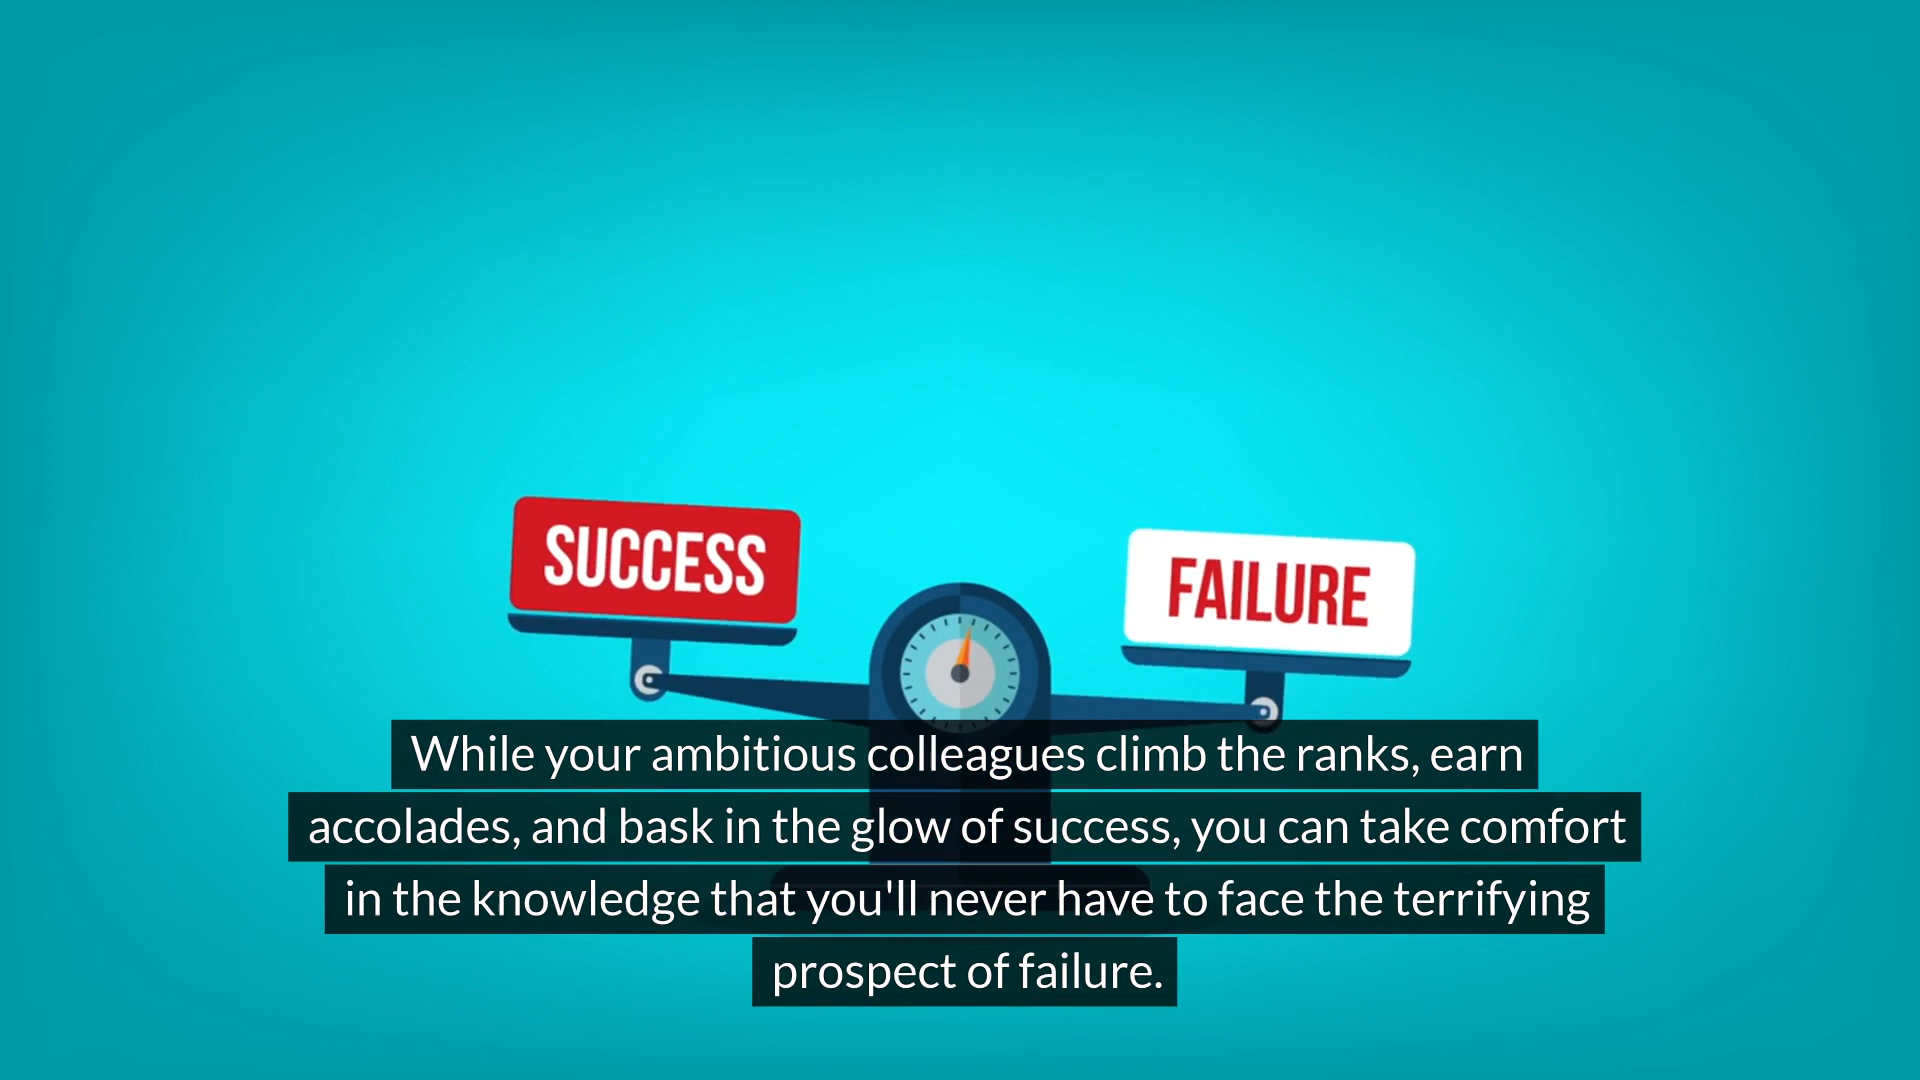 SUCCESS
FAILURE
While your ambitious colleagues climb the ranks, earn
accolades, and bask in the glow of success, you can take comfort
in the knowledge that you'll never have to face the terrifying
prospect of failure.